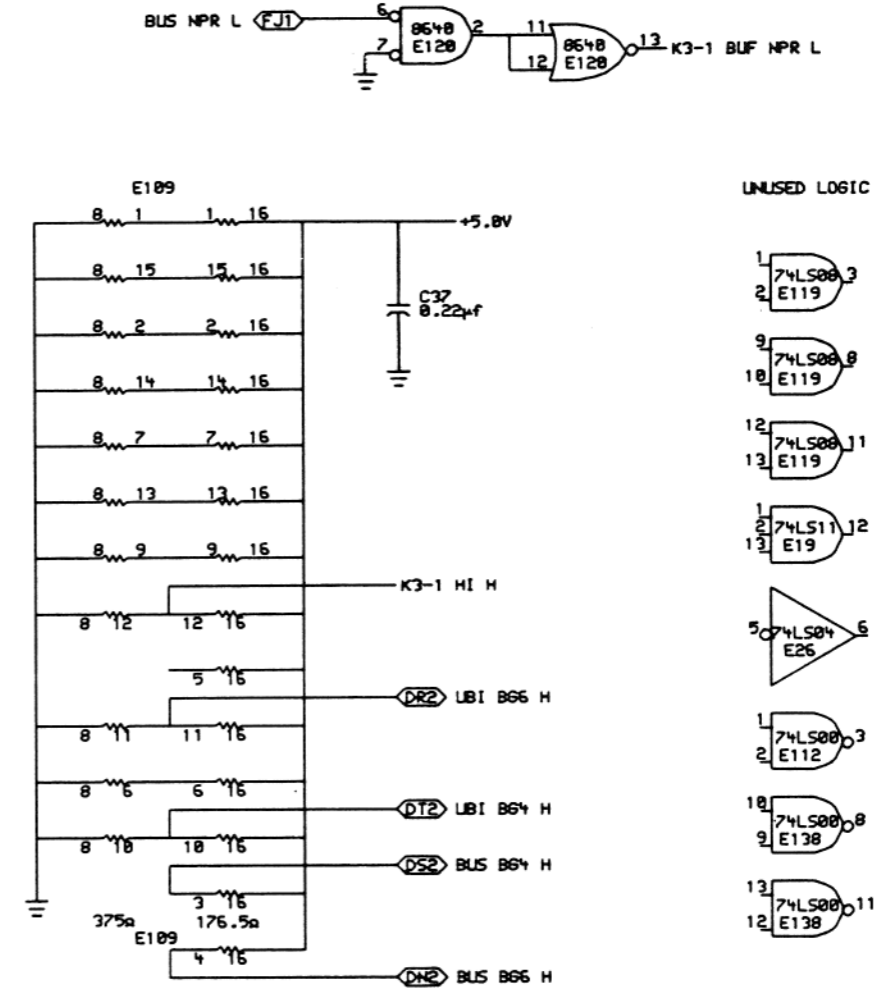 BUS NPR L FJ1 6 7 8640 E120 2 11 12 8640 E120 13 K3-1 BUF NPR L
E109
UNUSED LOGIC
8 1 1 16 +5.0V
8 15 15 16
8 2 2 16
8 14 14 16
8 7 7 16
8 13 13 16
8 9 9 16
K3-1 HI H
8 12 12 16
5 16
DR2 UBI BG6 H
8 11 11 16
8 6 6 16
DT2 UBI BG4 H
8 10 10 16
DS2 BUS BG4 H
3 16
375Ω 176.5Ω
E109
4 16
DN2 BUS BG6 H
C37
0.22µf
1 2 74LS08 E119 3
9 10 74LS08 E119 8
12 13 74LS08 E119 11
1 2 13 74LS11 E19 12
5 74LS04 E26 6
1 2 74LS00 E112 3
10 9 74LS00 E138 8
13 12 74LS00 E138 11